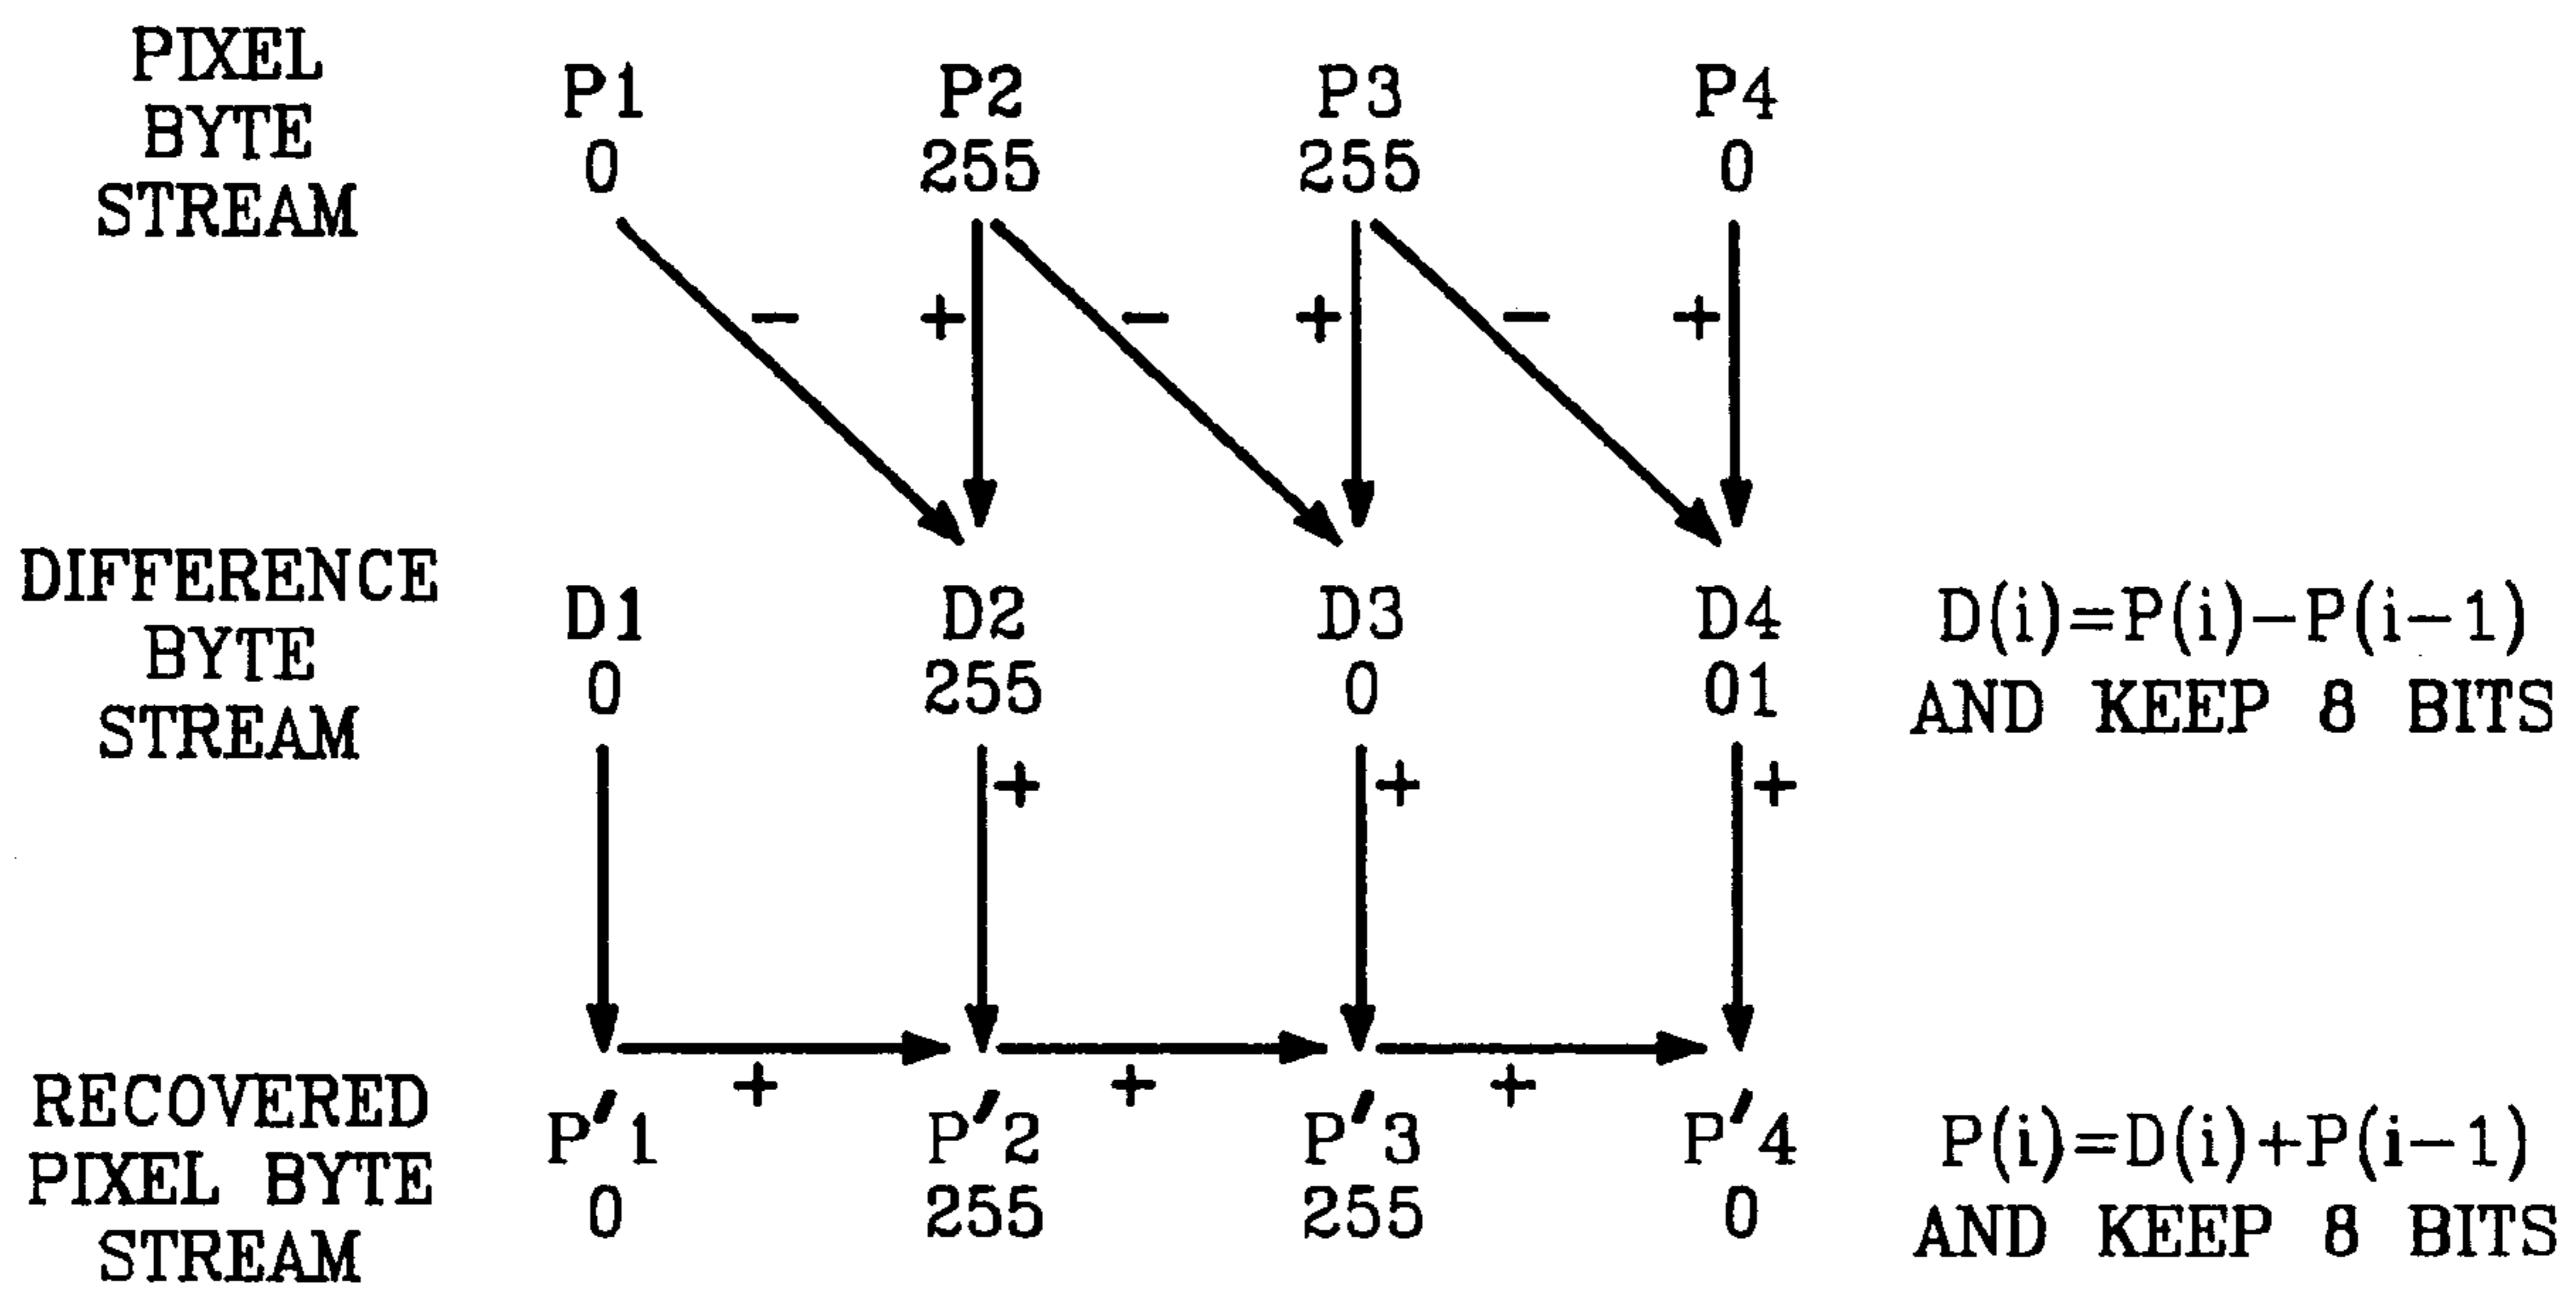 PIXEL
BYTE
STREAM
P1 P2 P3 P4
0 255 255 0
- + - + - +
DIFFERENCE
BYTE
STREAM
D1 D2 D3 D4
0 255 0 01
D(i)=P(i)-P(i-1)
AND KEEP 8 BITS
+ + +
+ + +
RECOVERED
PIXEL BYTE
STREAM
P'1 P'2 P'3 P'4
0 255 255 0
P(i)=D(i)+P(i-1)
AND KEEP 8 BITS